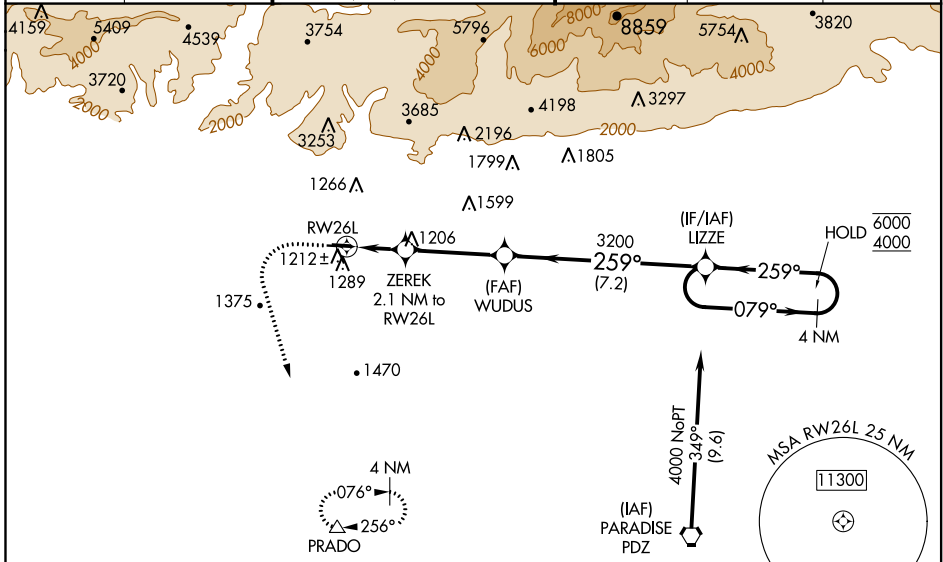 4159
5409
4539
3754
5796
8000
8859
5754
3820
4000
4000
6000
4000
3720
2000
2000
3685
4198
3297
3253
2196
2000
1799
1805
1266
1599
RW26L
1206
(IF/IAF)
LIZZE
HOLD
6000
4000
1212±
1289
ZEREK
2.1 NM to
RW26L
(FAF)
WUDUS
3200
259°
(7.2)
259°
079°
4 NM
1375
1470
4000 NoPT
349°
(9.6)
MSA RW26L 25 NM
11300
4 NM
076°
256°
PRADO
(IAF)
PARADISE
PDZ